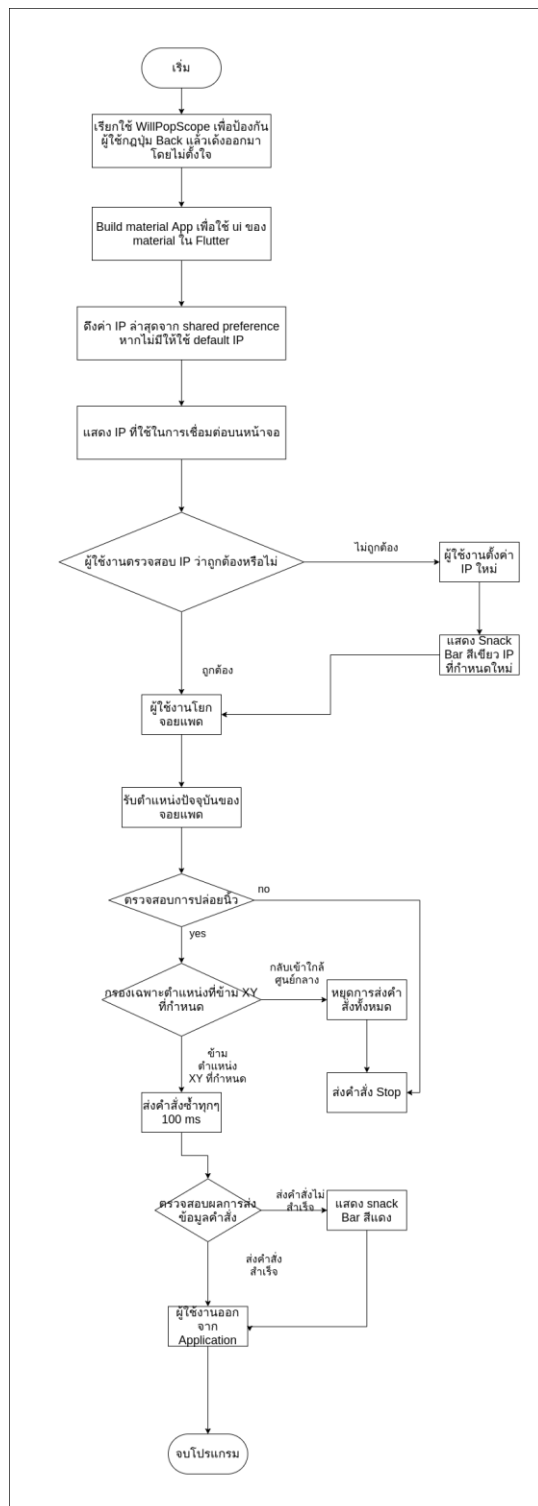 เริ่ม
เรียกใช้ WillPopScope เพื่อป้องกัน
ผู้ใช้กฎปุ่ม Back แล้วเด้งออกมา
โดยไม่ตั้งใจ
Build material App เพื่อใช้ ui ของ
material ใน Flutter
ดึงค่า IP ล่าสุดจาก shared preference
หากไม่มีให้ใช้ default IP
แสดง IP ที่ใช้ในการเชื่อมต่อบนหน้าจอ
ผู้ใช้งานตรวจสอบ IP ว่าถูกต้องหรือไม่
ไม่ถูกต้อง
ผู้ใช้งานตั้งค่า
IP ใหม่
แสดง Snack
Bar สีเขียว IP
ที่กำหนดใหม่
ถูกต้อง
ผู้ใช้งานโยก
จอยแพด
รับตำแหน่งปัจจุบันของ
จอยแพด
ตรวจสอบการปล่อยนิ้ว
no
yes
กรองเฉพาะตำแหน่งที่ข้าม XY
ที่กำหนด
กลับเข้าใกล้
ศูนย์กลาง
หยุดการส่งคำ
สั่งทั้งหมด
ส่งคำสั่ง Stop
ข้าม
ตำแหน่ง
XY ที่กำหนด
ส่งคำสั่งซ้ำทุกๆ
100 ms
ตรวจสอบผลการส่ง
ข้อมูลคำสั่ง
ส่งคำสั่งไม่
สำเร็จ
แสดง snack
Bar สีแดง
ส่งคำสั่ง
สำเร็จ
ผู้ใช้งานออก
จาก
Application
จบโปรแกรม